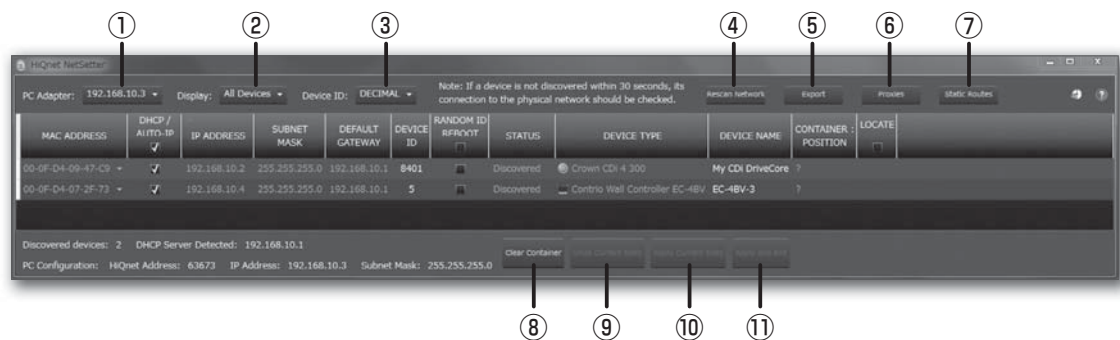 ① ② ③ ④ ⑤ ⑥ ⑦
HiQnet NetSetter
PC Adapter: 192.168.10.3 Display: All Devices Device ID: DECIMAL Note: If a device is not discovered within 30 seconds, its connection to the physical network should be checked. Rescan Network Export Proxies Static Routes
MAC ADDRESS DHCP / AUTO-IP IP ADDRESS SUBNET MASK DEFAULT GATEWAY DEVICE ID RANDOM ID REBOOT STATUS DEVICE TYPE DEVICE NAME CONTAINER : POSITION LOCATE
00-0F-D4-09-47-C9 192.168.10.2 255.255.255.0 192.168.10.1 8401 Discovered Crown CDi 4 300 My CDi DriveCore ?
00-0F-D4-07-2F-73 192.168.10.4 255.255.255.0 192.168.10.1 5 Discovered Contrio Wall Controller EC-4BV EC-4BV-3 ?
Discovered devices: 2 DHCP Server Detected: 192.168.10.1
PC Configuration: HiQnet Address: 63673 IP Address: 192.168.10.3 Subnet Mask: 255.255.255.0
Clear Container
⑧ ⑨ ⑩ ⑪